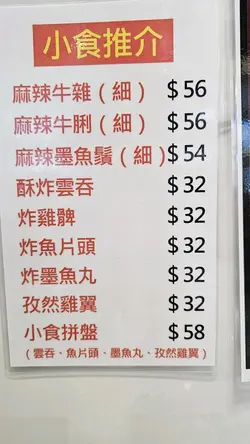 小食推介
麻辣牛雜（細） $56
麻辣牛脷（細） $56
麻辣墨魚鬚（細） $54
酥炸雲吞 $32
炸雞髀 $32
炸魚片頭 $32
炸墨魚丸 $32
孜然雞翼 $32
小食拼盤 $58
（雲吞、魚片頭、墨魚丸、孜然雞翼）